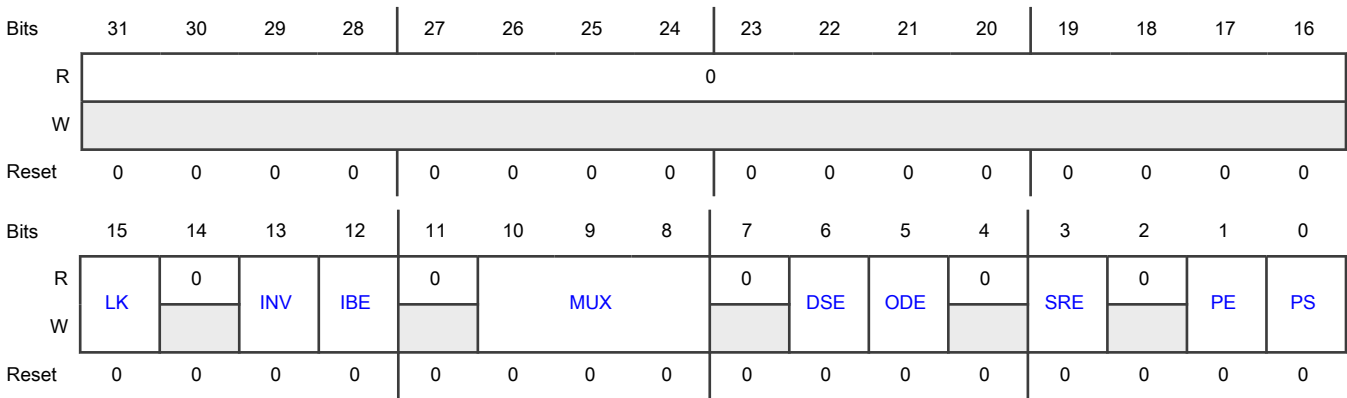 Bits 31 30 29 28 27 26 25 24 23 22 21 20 19 18 17 16
R 0
W
Reset 0 0 0 0 0 0 0 0 0 0 0 0 0 0 0 0
Bits 15 14 13 12 11 10 9 8 7 6 5 4 3 2 1 0
R 0 0 0 0 0
LK INV IBE MUX DSE ODE SRE PE PS
W
Reset 0 0 0 0 0 0 0 0 0 0 0 0 0 0 0 0